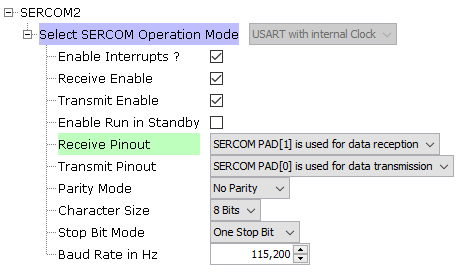 SERCOM2
Select SERCOM Operation Mode USART with internal Clock
Enable Interrupts ?
Receive Enable
Transmit Enable
Enable Run in Standby
Receive Pinout SERCOM PAD[1] is used for data reception
Transmit Pinout SERCOM PAD[0] is used for data transmission
Parity Mode No Parity
Character Size 8 Bits
Stop Bit Mode One Stop Bit
Baud Rate in Hz 115,200